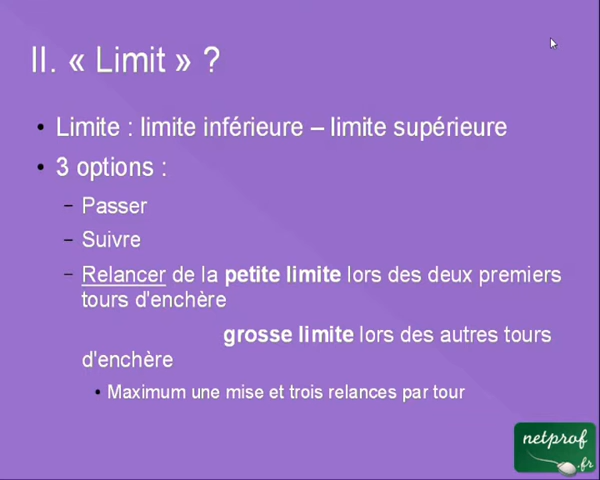 II. « Limit » ?
• Limite : limite inférieure – limite supérieure
• 3 options :
– Passer
– Suivre
– Relancer de la petite limite lors des deux premiers
tours d'enchère
grosse limite lors des autres tours
d'enchère
• Maximum une mise et trois relances par tour
netprof
.fr